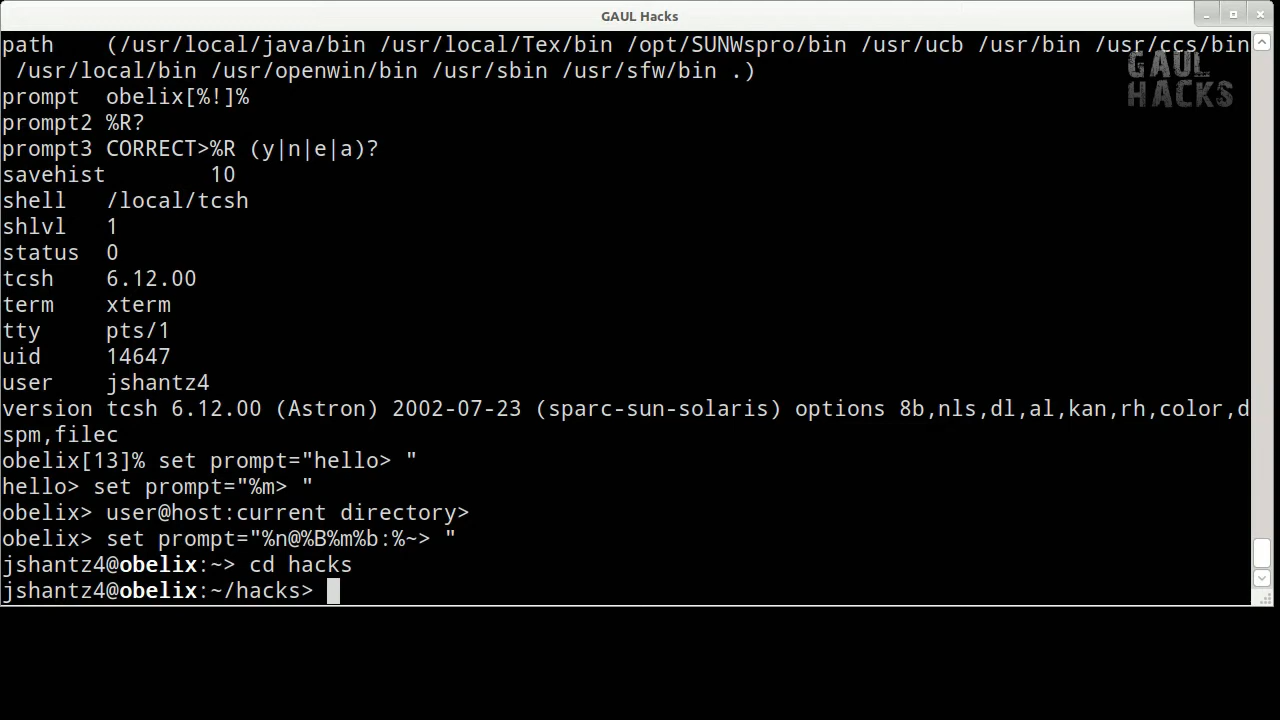 GAUL Hacks
path    (/usr/local/java/bin /usr/local/Tex/bin /opt/SUNWspro/bin /usr/ucb /usr/bin /usr/ccs/bin
 /usr/local/bin /usr/openwin/bin /usr/sbin /usr/sfw/bin .)
GAUL
HACKS
prompt  obelix[%!]%
prompt2 %R?
prompt3 CORRECT>%R (y|n|e|a)?
savehist        10
shell   /local/tcsh
shlvl   1
status  0
tcsh    6.12.00
term    xterm
tty     pts/1
uid     14647
user    jshantz4
version tcsh 6.12.00 (Astron) 2002-07-23 (sparc-sun-solaris) options 8b,nls,dl,al,kan,rh,color,d
spm,filec
obelix[13]% set prompt="hello> "
hello> set prompt="%m> "
obelix> user@host:current directory>
obelix> set prompt="%n@%B%m%b:%~> "
jshantz4@obelix:~> cd hacks
jshantz4@obelix:~/hacks>